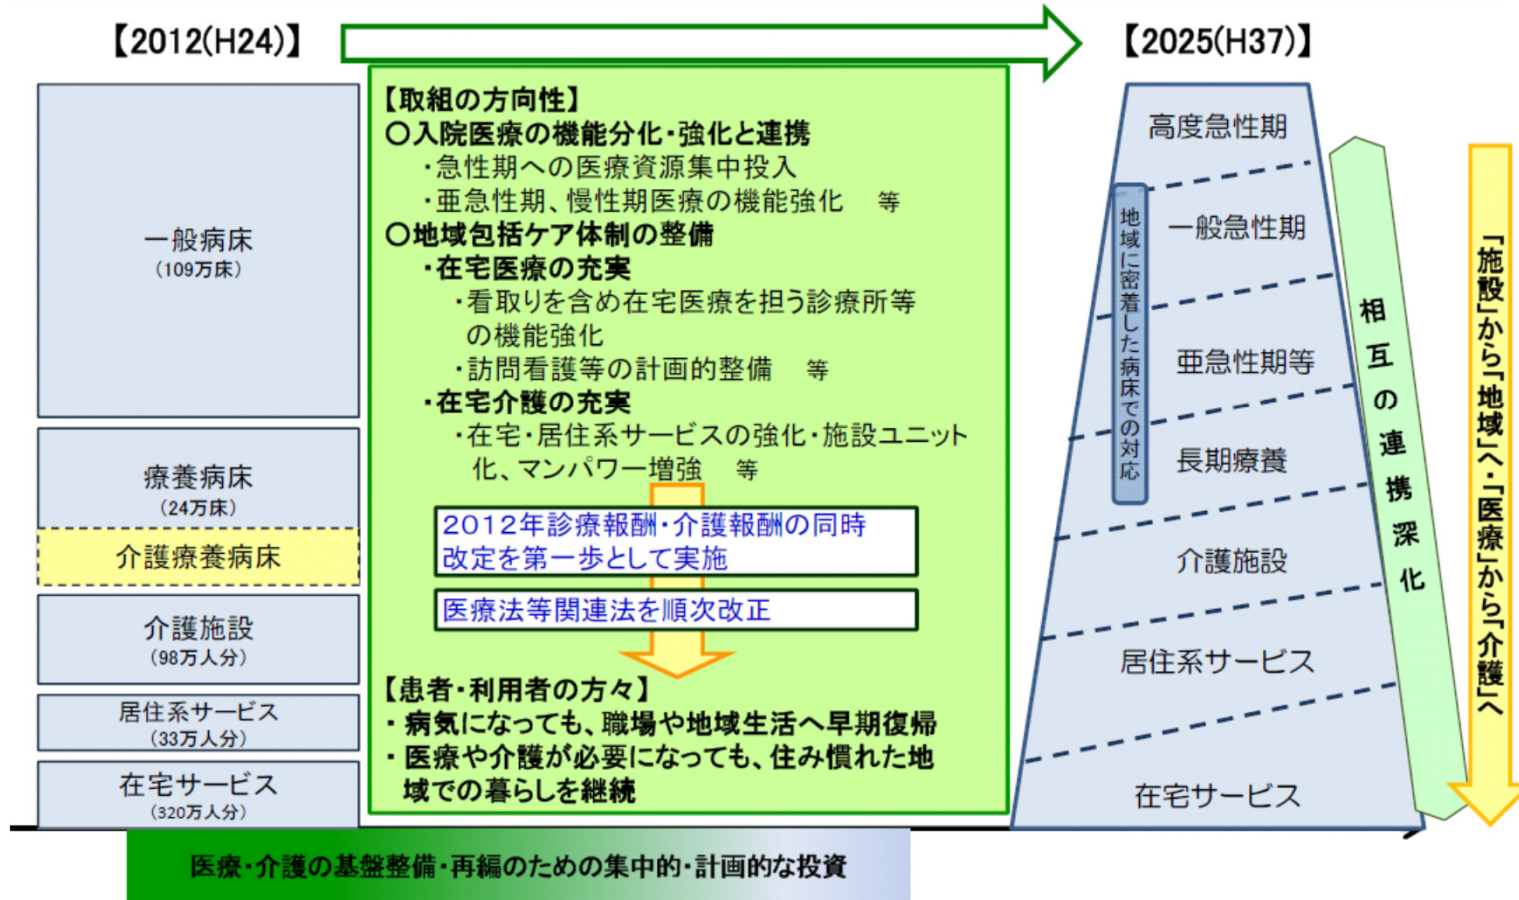 【2012(H24)】
【2025(H37)】
一般病床
（109万床）
療養病床
（24万床）
介護療養病床
介護施設
（98万人分）
居住系サービス
（33万人分）
在宅サービス
（320万人分）
【取組の方向性】
○入院医療の機能分化・強化と連携
・急性期への医療資源集中投入
・亜急性期、慢性期医療の機能強化　等
○地域包括ケア体制の整備
・在宅医療の充実
・看取りを含め在宅医療を担う診療所等
の機能強化
・訪問看護等の計画的整備　等
・在宅介護の充実
・在宅・居住系サービスの強化・施設ユニット
化、マンパワー増強　等
2012年診療報酬・介護報酬の同時
改定を第一歩として実施
医療法等関連法を順次改正
【患者・利用者の方々】
・病気になっても、職場や地域生活へ早期復帰
・医療や介護が必要になっても、住み慣れた地
域での暮らしを継続
高度急性期
一般急性期
亜急性期等
長期療養
介護施設
居住系サービス
在宅サービス
地域に密着した病床での対応
相互の連携深化
「施設」から「地域」へ・「医療」から「介護」へ
医療・介護の基盤整備・再編のための集中的・計画的な投資